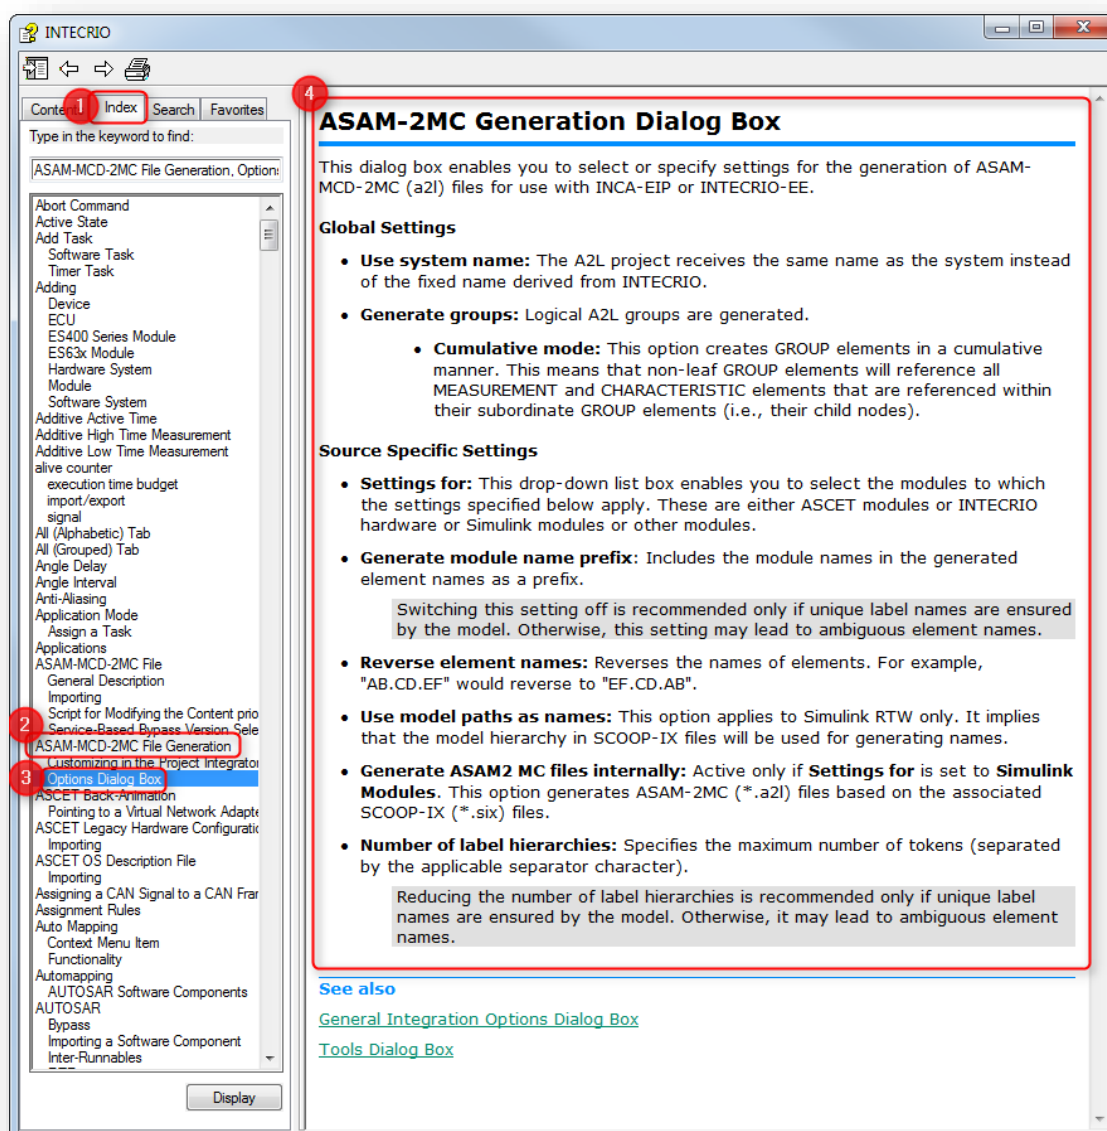 INTECRIO
1
Content
Index
Search
Favorites
Type in the keyword to find:
ASAM-MCD-2MC File Generation, Option
Abort Command
Active State
Add Task
Software Task
Timer Task
Adding
Device
ECU
ES400 Series Module
ES63x Module
Hardware System
Module
Software System
Additive Active Time
Additive High Time Measurement
Additive Low Time Measurement
alive counter
execution time budget
import/export
signal
All (Alphabetic) Tab
All (Grouped) Tab
Angle Delay
Angle Interval
Anti-Aliasing
Application Mode
Assign a Task
Applications
ASAM-MCD-2MC File
General Description
Importing
Script for Modifying the Content prio
2
Service-Based Bypass Version Sele
ASAM-MCD-2MC File Generation
Customizing in the Project Integrator
3
Options Dialog Box
ASCET Back-Animation
Pointing to a Virtual Network Adapte
ASCET Legacy Hardware Configuratic
Importing
ASCET OS Description File
Importing
Assigning a CAN Signal to a CAN Frar
Assignment Rules
Auto Mapping
Context Menu Item
Functionality
Automapping
AUTOSAR Software Components
AUTOSAR
Bypass
Importing a Software Component
Inter-Runnables
Display
4
ASAM-2MC Generation Dialog Box
This dialog box enables you to select or specify settings for the generation of ASAM-
MCD-2MC (a2l) files for use with INCA-EIP or INTECRIO-EE.
Global Settings
• Use system name: The A2L project receives the same name as the system instead
of the fixed name derived from INTECRIO.
• Generate groups: Logical A2L groups are generated.
• Cumulative mode: This option creates GROUP elements in a cumulative
manner. This means that non-leaf GROUP elements will reference all
MEASUREMENT and CHARACTERISTIC elements that are referenced within
their subordinate GROUP elements (i.e., their child nodes).
Source Specific Settings
• Settings for: This drop-down list box enables you to select the modules to which
the settings specified below apply. These are either ASCET modules or INTECRIO
hardware or Simulink modules or other modules.
• Generate module name prefix: Includes the module names in the generated
element names as a prefix.
Switching this setting off is recommended only if unique label names are ensured
by the model. Otherwise, this setting may lead to ambiguous element names.
• Reverse element names: Reverses the names of elements. For example,
"AB.CD.EF" would reverse to "EF.CD.AB".
• Use model paths as names: This option applies to Simulink RTW only. It implies
that the model hierarchy in SCOOP-IX files will be used for generating names.
• Generate ASAM2 MC files internally: Active only if Settings for is set to Simulink
Modules. This option generates ASAM-2MC (*.a2l) files based on the associated
SCOOP-IX (*.six) files.
• Number of label hierarchies: Specifies the maximum number of tokens (separated
by the applicable separator character).
Reducing the number of label hierarchies is recommended only if unique label
names are ensured by the model. Otherwise, it may lead to ambiguous element
names.
See also
General Integration Options Dialog Box
Tools Dialog Box